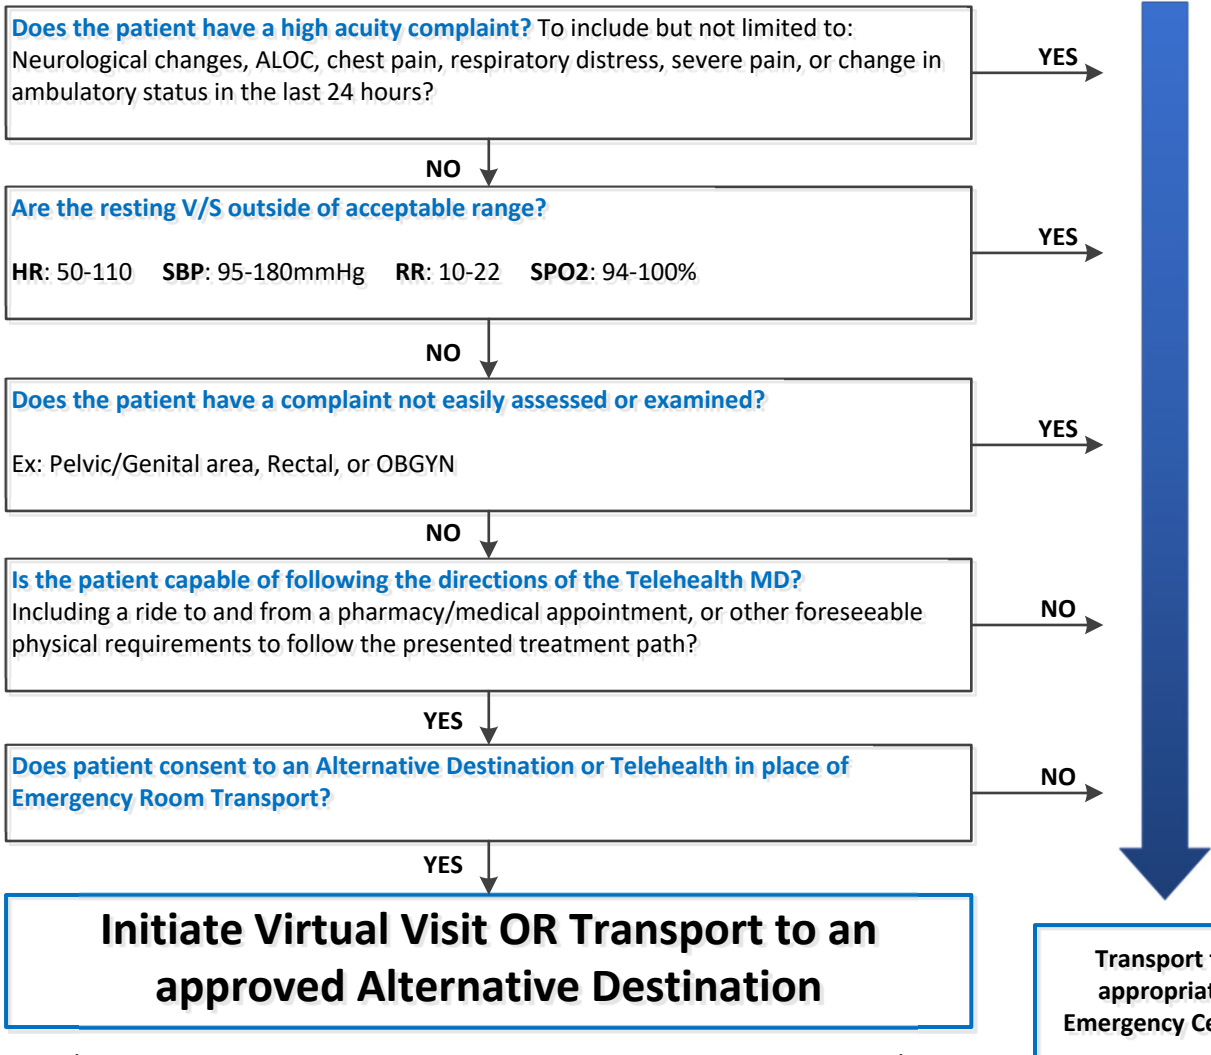 Does the patient have a high acuity complaint? To include but not limited to:
Neurological changes, ALOC, chest pain, respiratory distress, severe pain, or change in
ambulatory status in the last 24 hours?
YES
NO
Are the resting V/S outside of acceptable range?
HR: 50-110 SBP: 95-180mmHg RR: 10-22 SPO2: 94-100%
YES
NO
Does the patient have a complaint not easily assessed or examined?
Ex: Pelvic/Genital area, Rectal, or OBGYN
YES
NO
Is the patient capable of following the directions of the Telehealth MD?
Including a ride to and from a pharmacy/medical appointment, or other foreseeable
physical requirements to follow the presented treatment path?
NO
YES
Does patient consent to an Alternative Destination or Telehealth in place of
Emergency Room Transport?
NO
YES
Initiate Virtual Visit OR Transport to an
approved Alternative Destination
Transport
Emergency